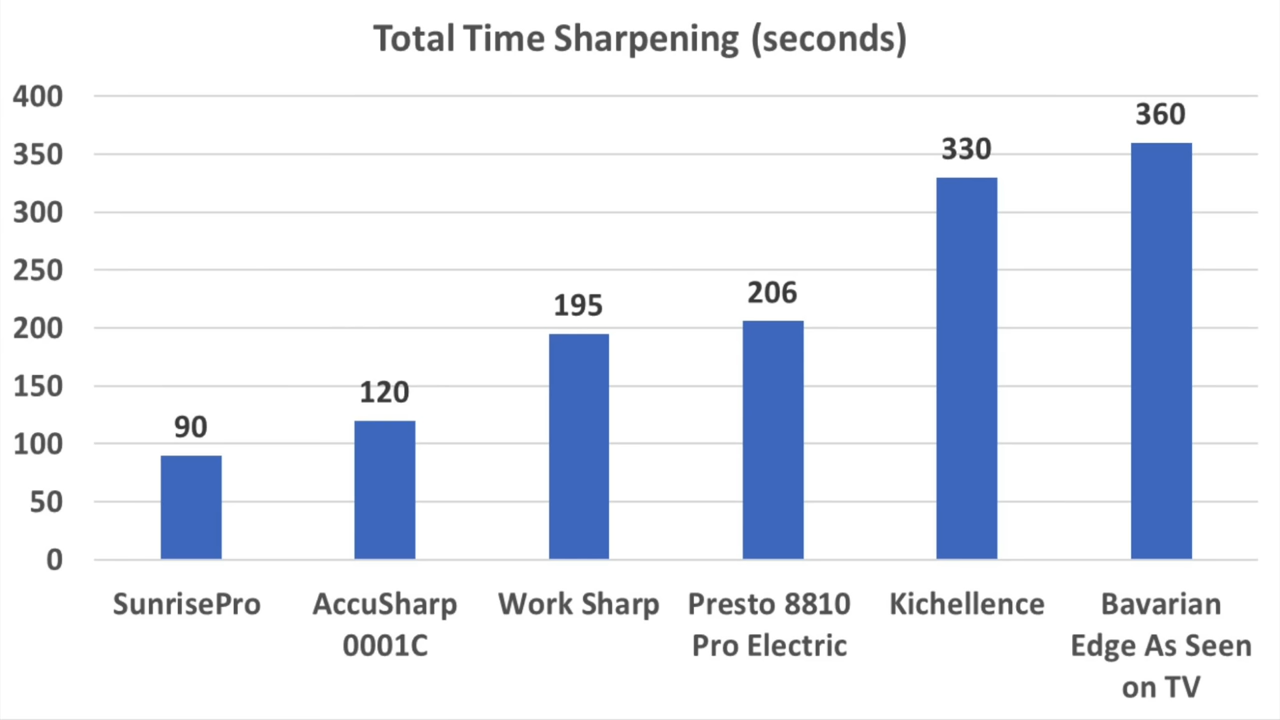 Total Time Sharpening (seconds)
400
350
300
250
200
150
100
50
0
90
120
195
206
330
360
SunrisePro
AccuSharp
0001C
Work Sharp
Presto 8810
Pro Electric
Kichellence
Bavarian
Edge As Seen
on TV